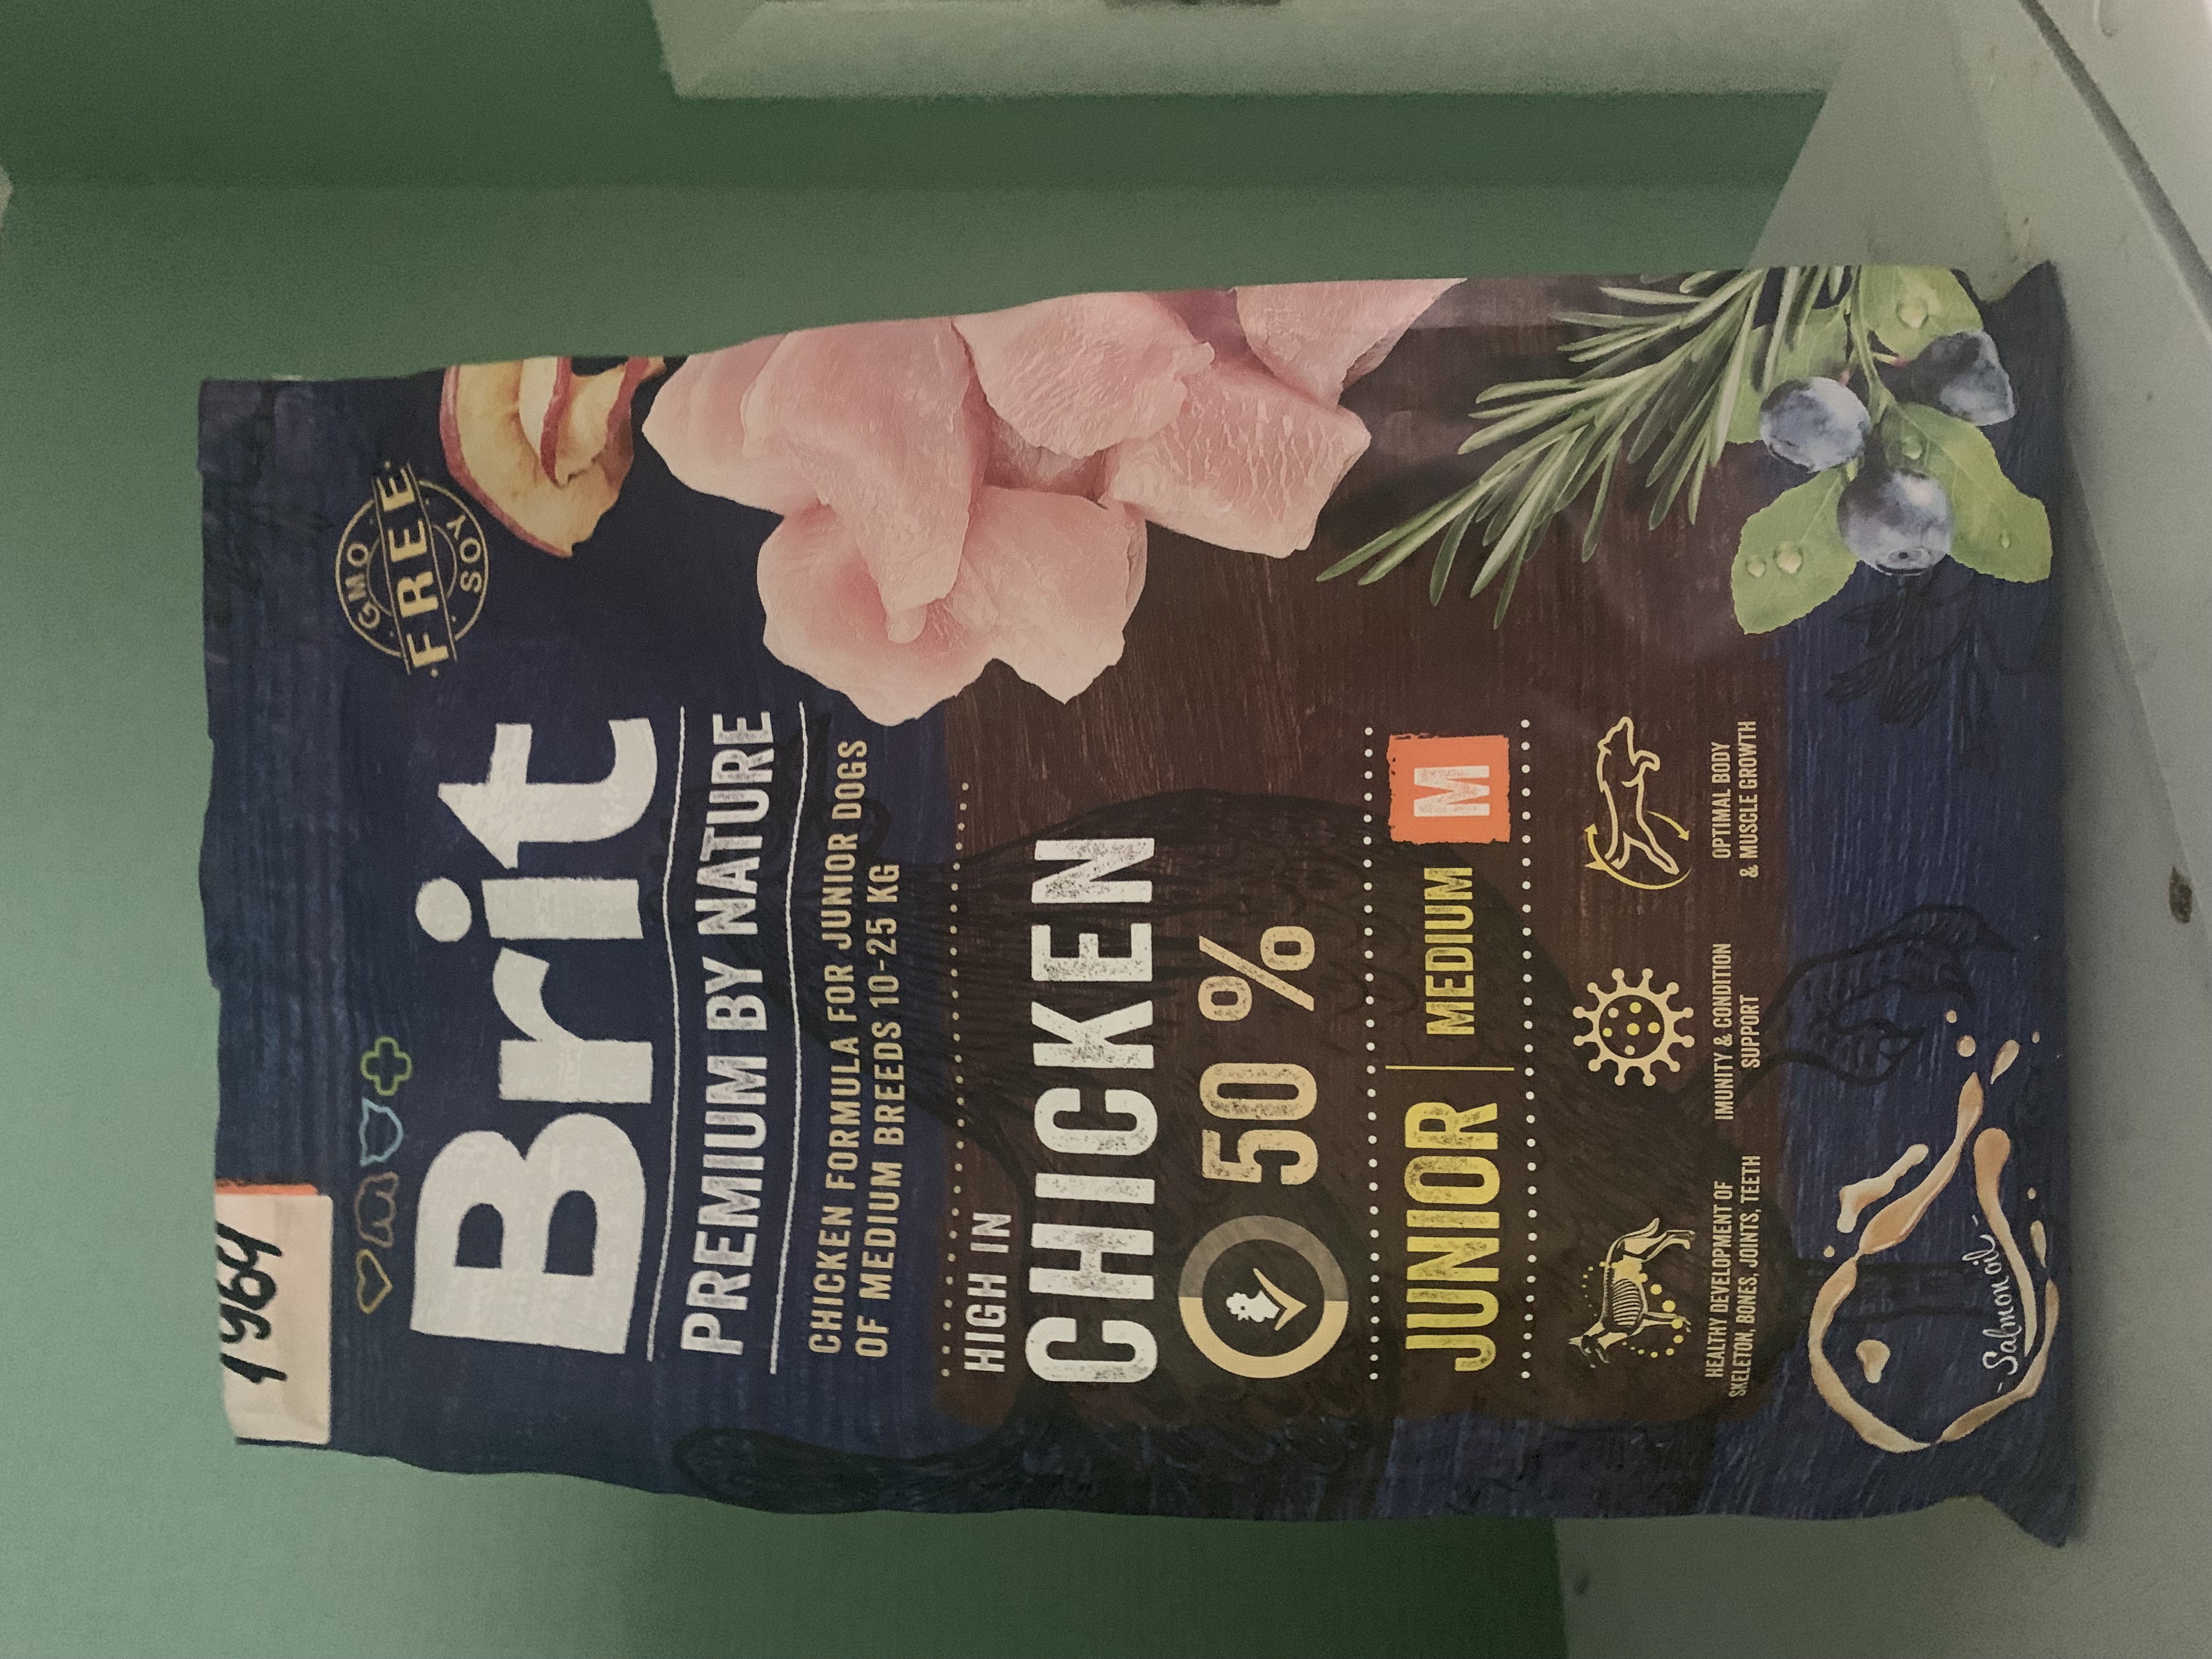 1964
Brit
GMO
FREE
SOY
PREMIUM BY NATURE
CHICKEN FORMULA FOR JUNIOR DOGS
OF MEDIUM BREEDS 10-25 KG
HIGH IN
CHICKEN
50 %
JUNIOR
MEDIUM
M
HEALTHY DEVELOPMENT OF
SKELETON, BONES, JOINTS, TEETH
IMUNITY & CONDITION
SUPPORT
OPTIMAL BODY
& MUSCLE GROWTH
Salmon oil